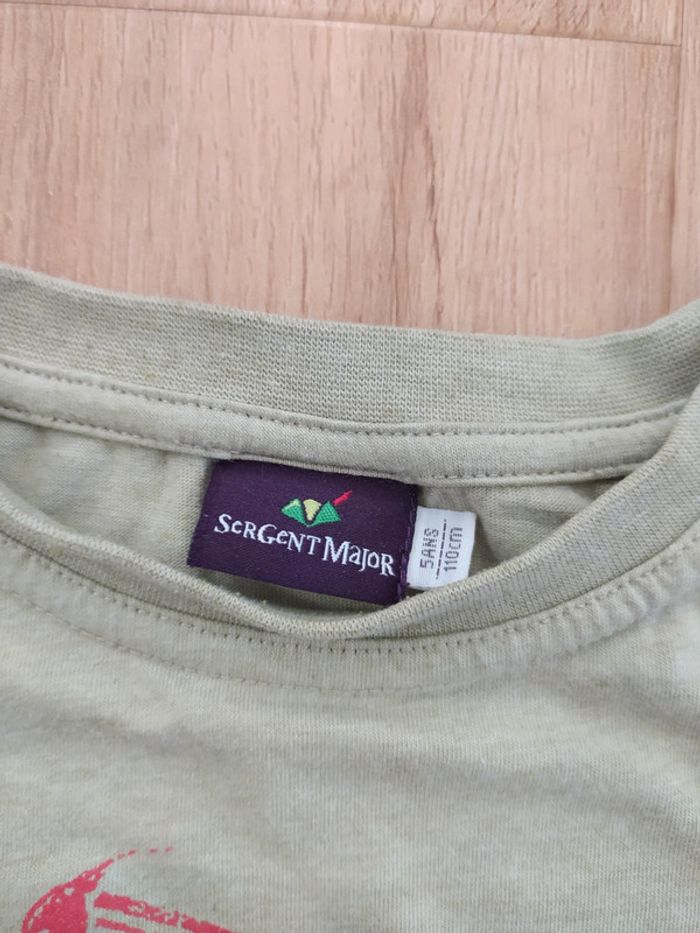 SerGeNT MajoR
5ANS
110cm